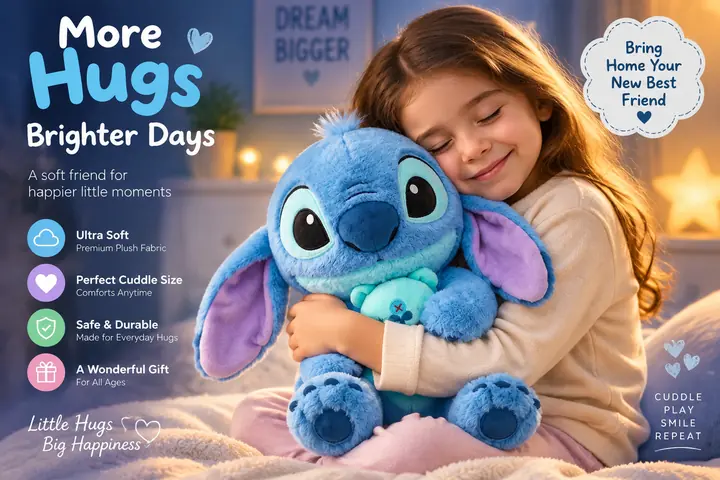 More
Hugs
Brighter Days
A soft friend for
happier little moments
Ultra Soft
Premium Plush Fabric
Perfect Cuddle Size
Comforts Anytime
Safe & Durable
Made for Everyday Hugs
A Wonderful Gift
For All Ages
Little Hugs
Big Happiness
DREAM
BIGGER
Bring
Home Your
New Best
Friend
CUDDLE
PLAY
SMILE
REPEAT